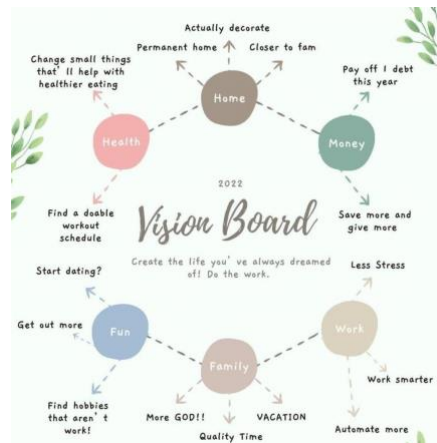 Actually decorate
Permanent home
Closer to fam
Home
Change small things
that'll help with
healthier eating
Health
Find a doable
workout
schedule
Pay off 1 debt
this year
Money
Save more and
give more
2022
Vision Board
Create the life you've always dreamed
of! Do the work.
Start dating?
Get out more
Fun
Find hobbies
that aren't
work!
Family
More GOD!!
Quality Time
VACATION
Less Stress
Work
Work smarter
Automate more